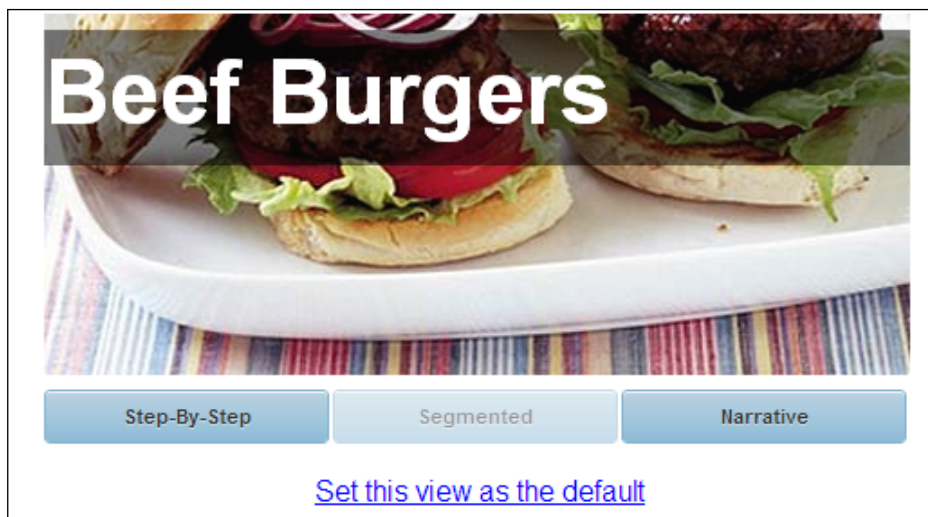 Beef Burgers
Step-By-Step Segmented Narrative
Set this view as the default